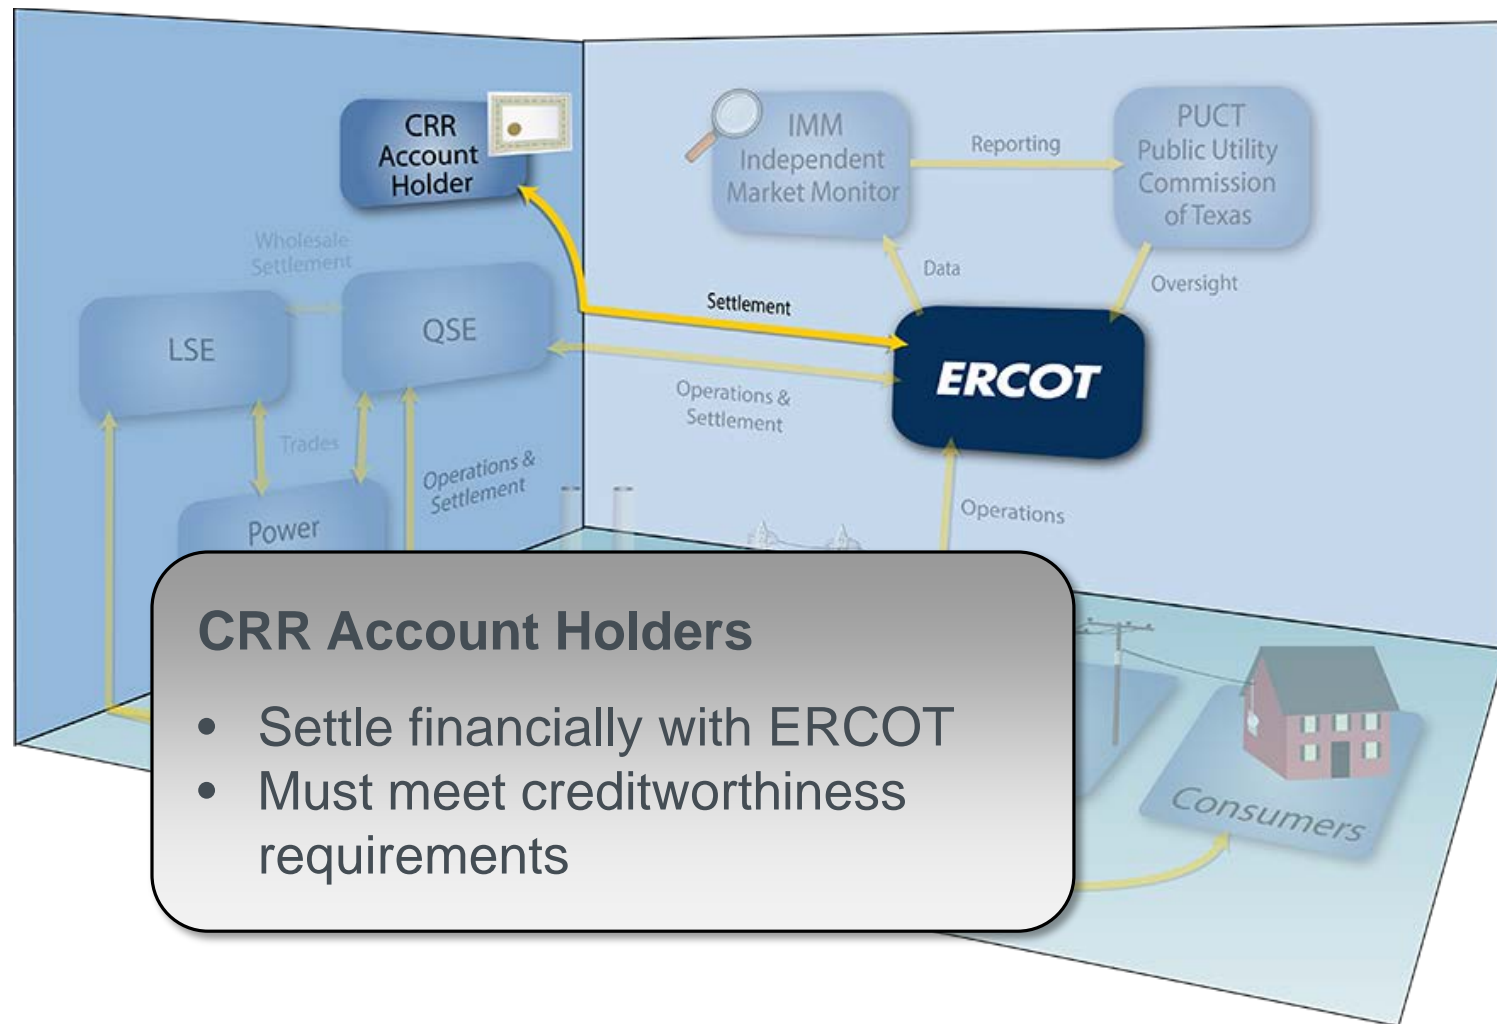 CRR
Account
Holder
IMM
Independent
Market Monitor
Reporting
PUCT
Public Utility
Commission
of Texas
Wholesale
Settlement
Data
Oversight
Settlement
LSE
QSE
ERCOT
Operations &
Settlement
Trades
Operations &
Settlement
Power
Operations
CRR Account Holders
• Settle financially with ERCOT
• Must meet creditworthiness
requirements
Consumers